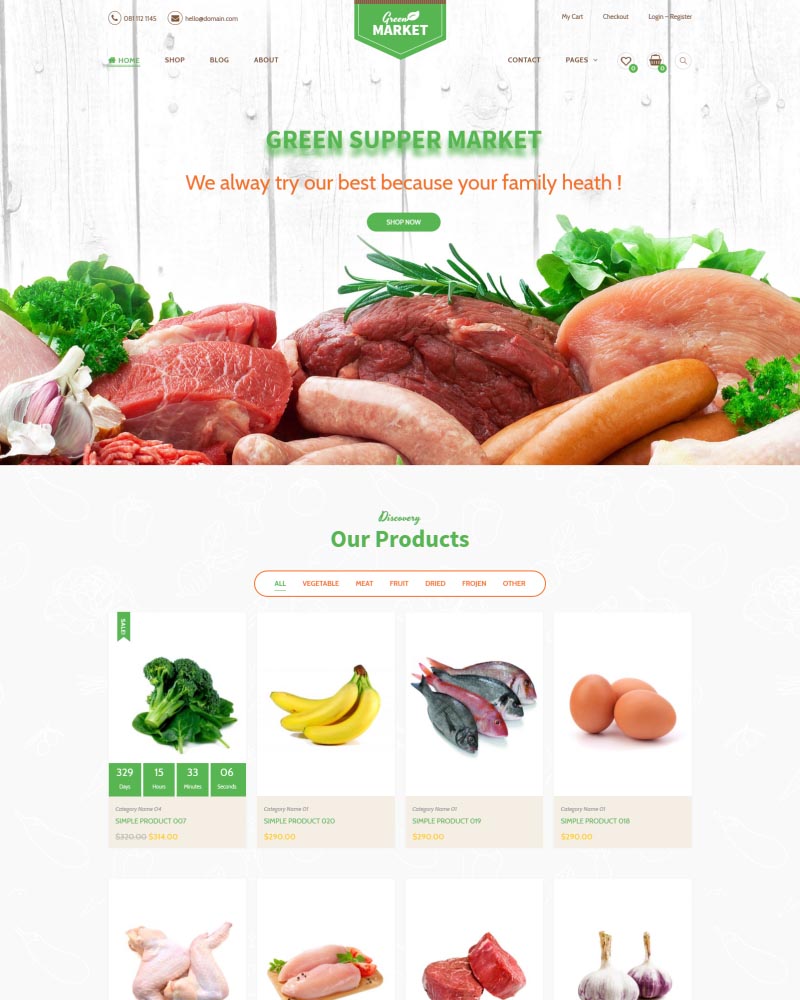 081 112 1145
hello@domain.com
My Cart
Checkout
Login – Register
Green
MARKET
HOME
SHOP
BLOG
ABOUT
CONTACT
PAGES
0
0
GREEN SUPPER MARKET
We alway try our best because your family heath !
SHOP NOW
Discovery
Our Products
ALL VEGETABLE MEAT FRUIT DRIED FROJEN OTHER
SALE!
329 15 33 06
Days Hours Minutes Seconds
Category Name 04
SIMPLE PRODUCT 007
$320.00 $314.00
Category Name 01
SIMPLE PRODUCT 020
$290.00
Category Name 01
SIMPLE PRODUCT 019
$290.00
Category Name 01
SIMPLE PRODUCT 018
$290.00